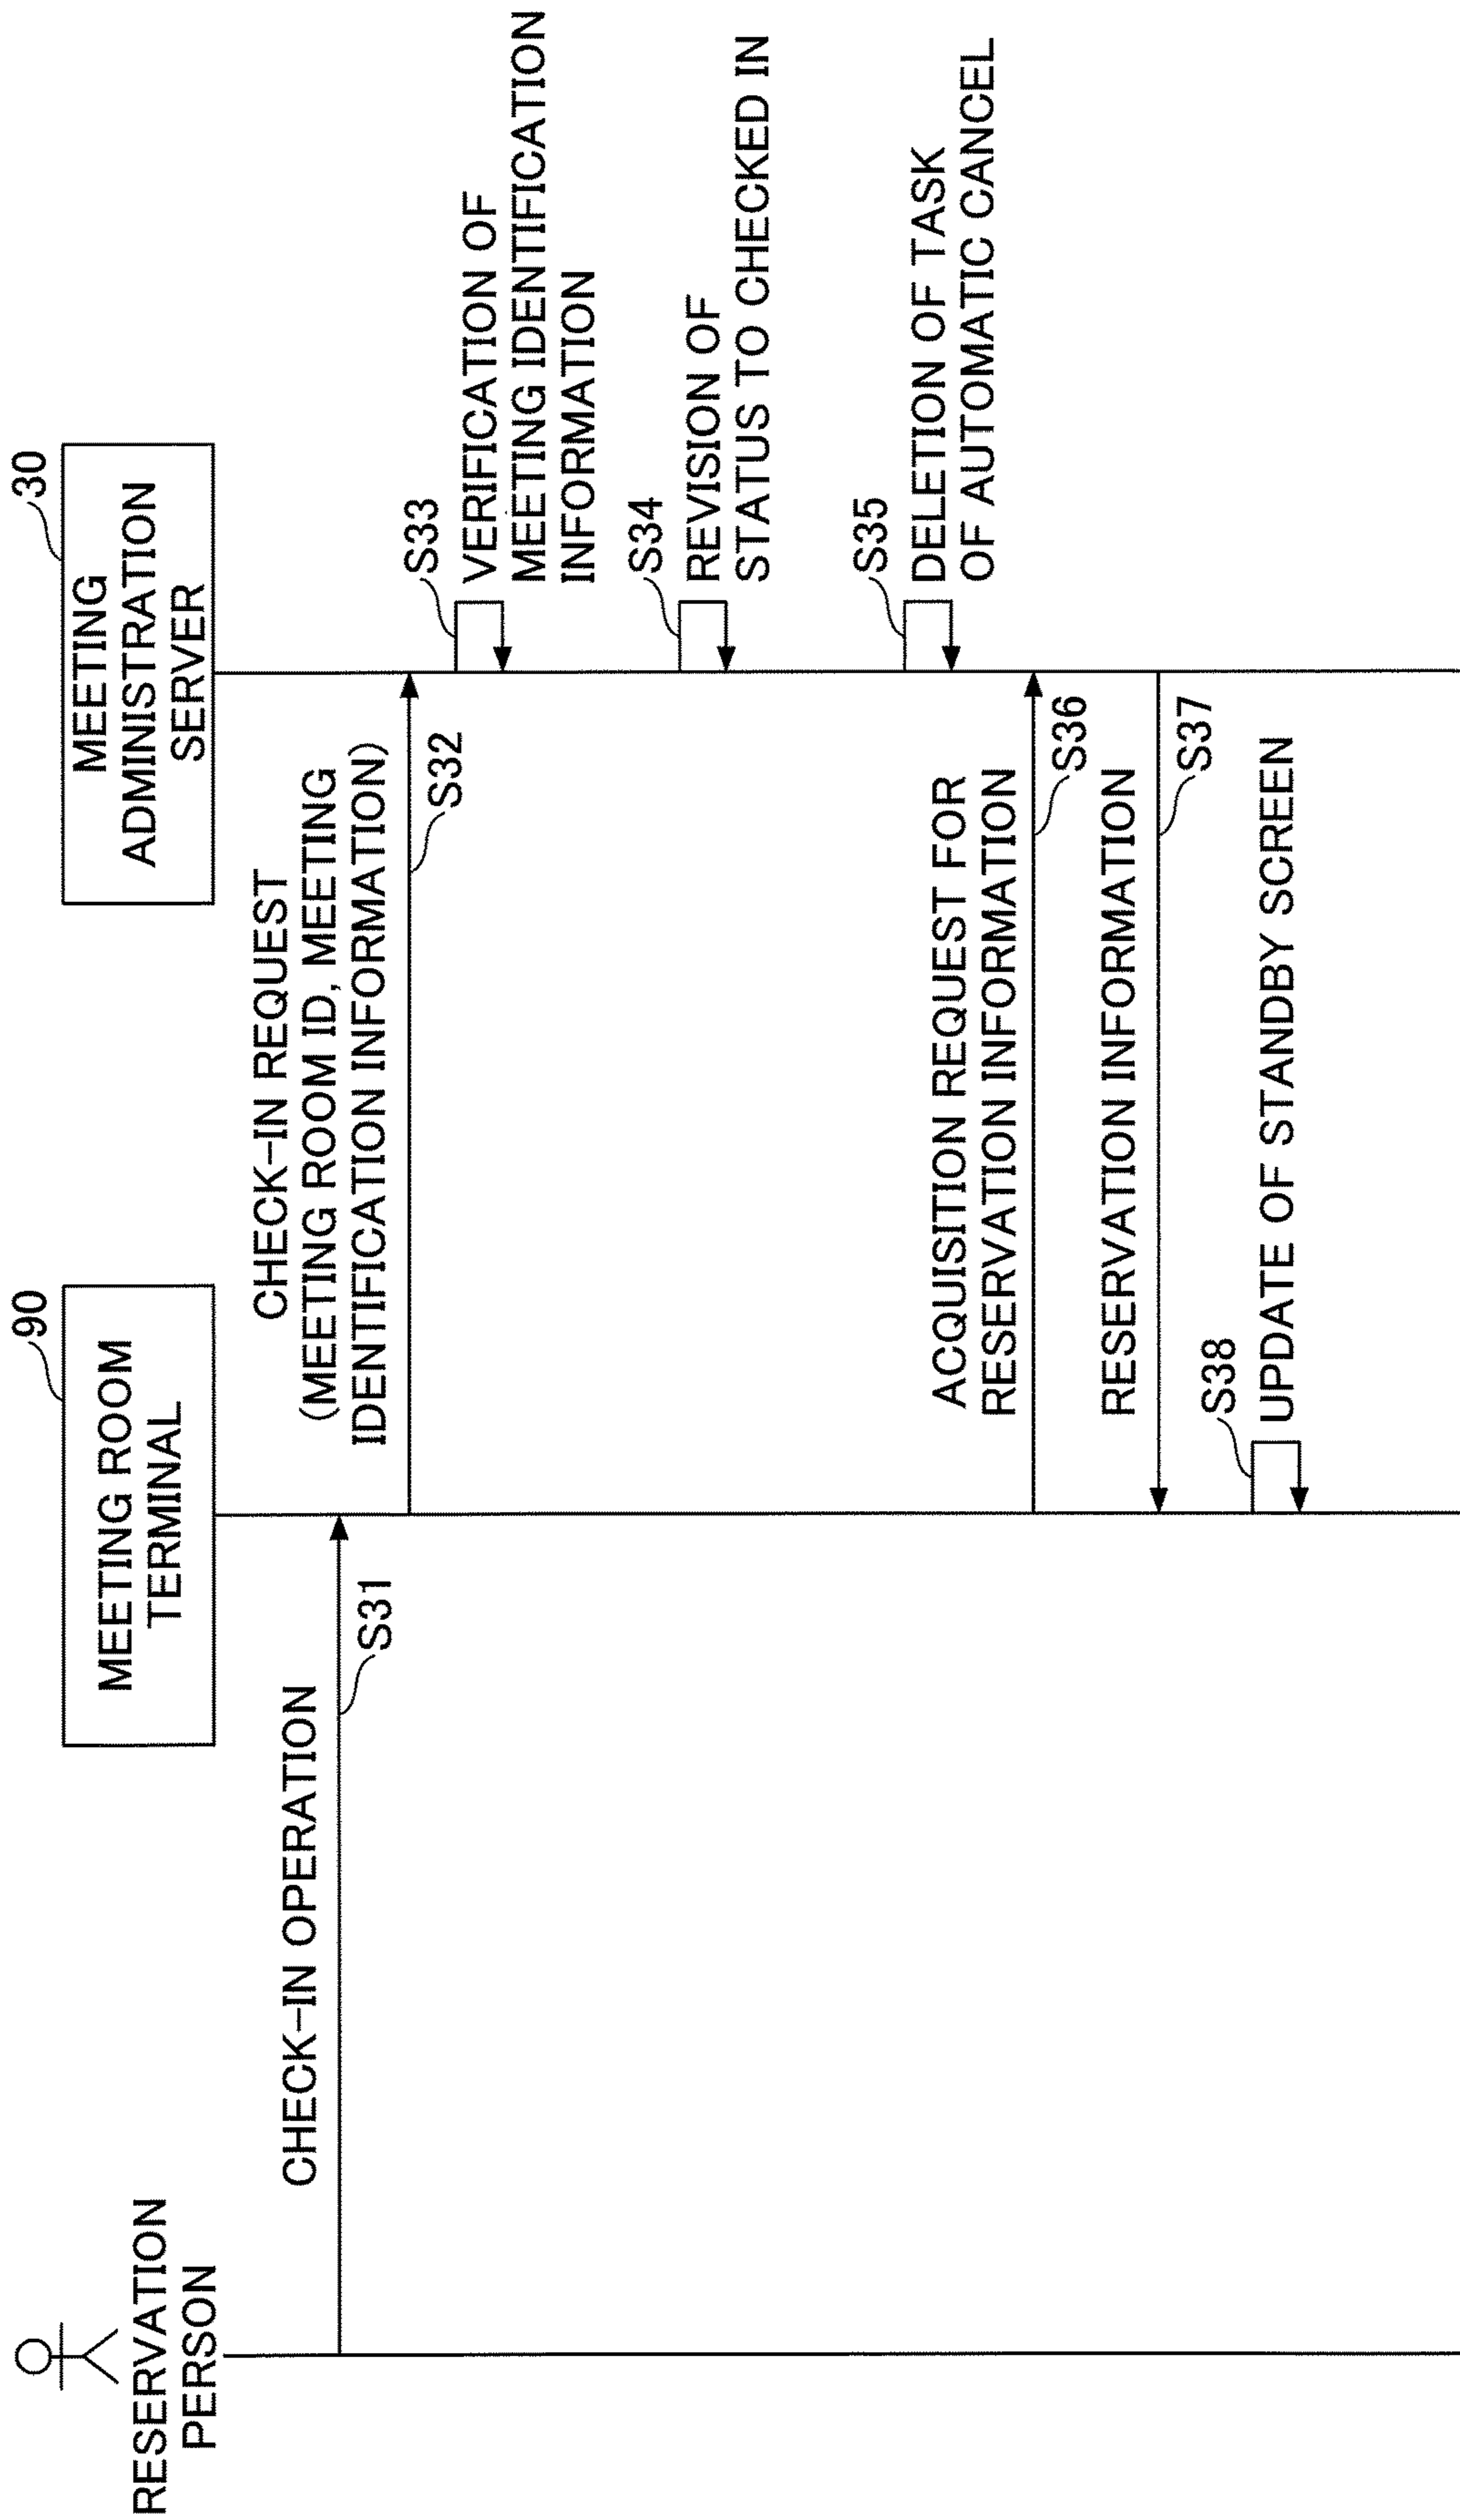 RESERVATION
PERSON
90
MEETING ROOM
TERMINAL
30
MEETING
ADMINISTRATION
SERVER
CHECK-IN OPERATION
S31
CHECK-IN REQUEST
(MEETING ROOM ID, MEETING
IDENTIFICATION INFORMATION)
S32
S33
VERIFICATION OF
MEETING IDENTIFICATION
INFORMATION
S34
REVISION OF
STATUS TO CHECKED IN
S35
DELETION OF TASK
OF AUTOMATIC CANCEL
ACQUISITION REQUEST FOR
RESERVATION INFORMATION
S36
RESERVATION INFORMATION
S37
S38
UPDATE OF STANDBY SCREEN